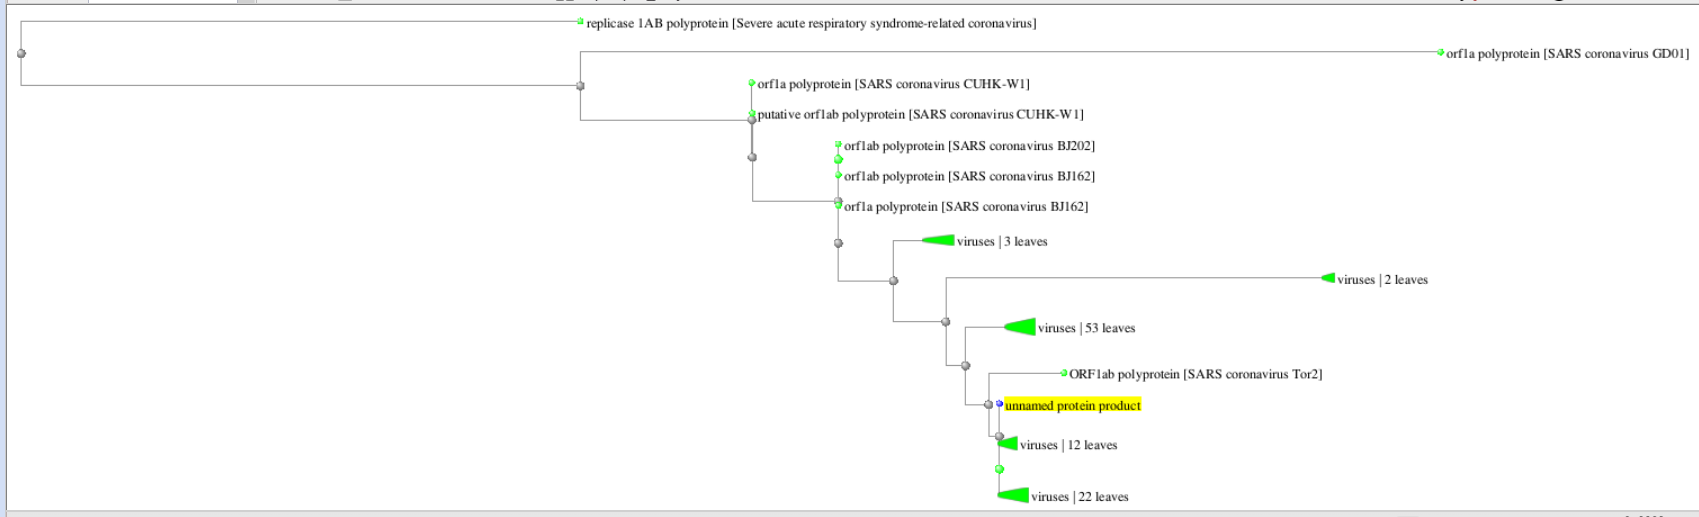 replicase 1AB polyprotein [Severe acute respiratory syndrome-related coronavirus]
orf1a polyprotein [SARS coronavirus GD01]
orf1a polyprotein [SARS coronavirus CUHK-W1]
putative orf1ab polyprotein [SARS coronavirus CUHK-W1]
orf1ab polyprotein [SARS coronavirus BJ202]
orf1ab polyprotein [SARS coronavirus BJ162]
orf1a polyprotein [SARS coronavirus BJ162]
viruses | 3 leaves
viruses | 2 leaves
viruses | 53 leaves
ORF1ab polyprotein [SARS coronavirus Tor2]
unnamed protein product
viruses | 12 leaves
viruses | 22 leaves